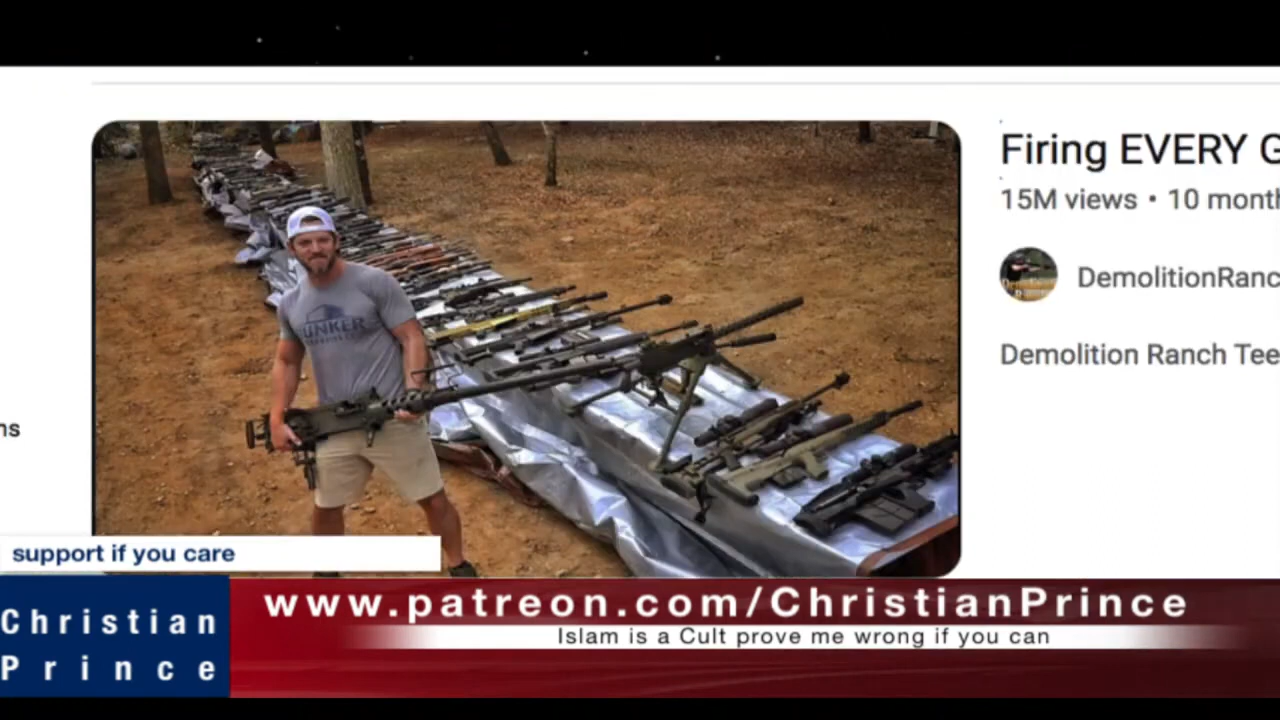 Firing EVERY G
15M views • 10 month
DemolitionRanc
Demolition Ranch Tee
UNKER
ns
support if you care
Christian
Prince
www.patreon.com/ChristianPrince
Islam is a Cult prove me wrong if you can